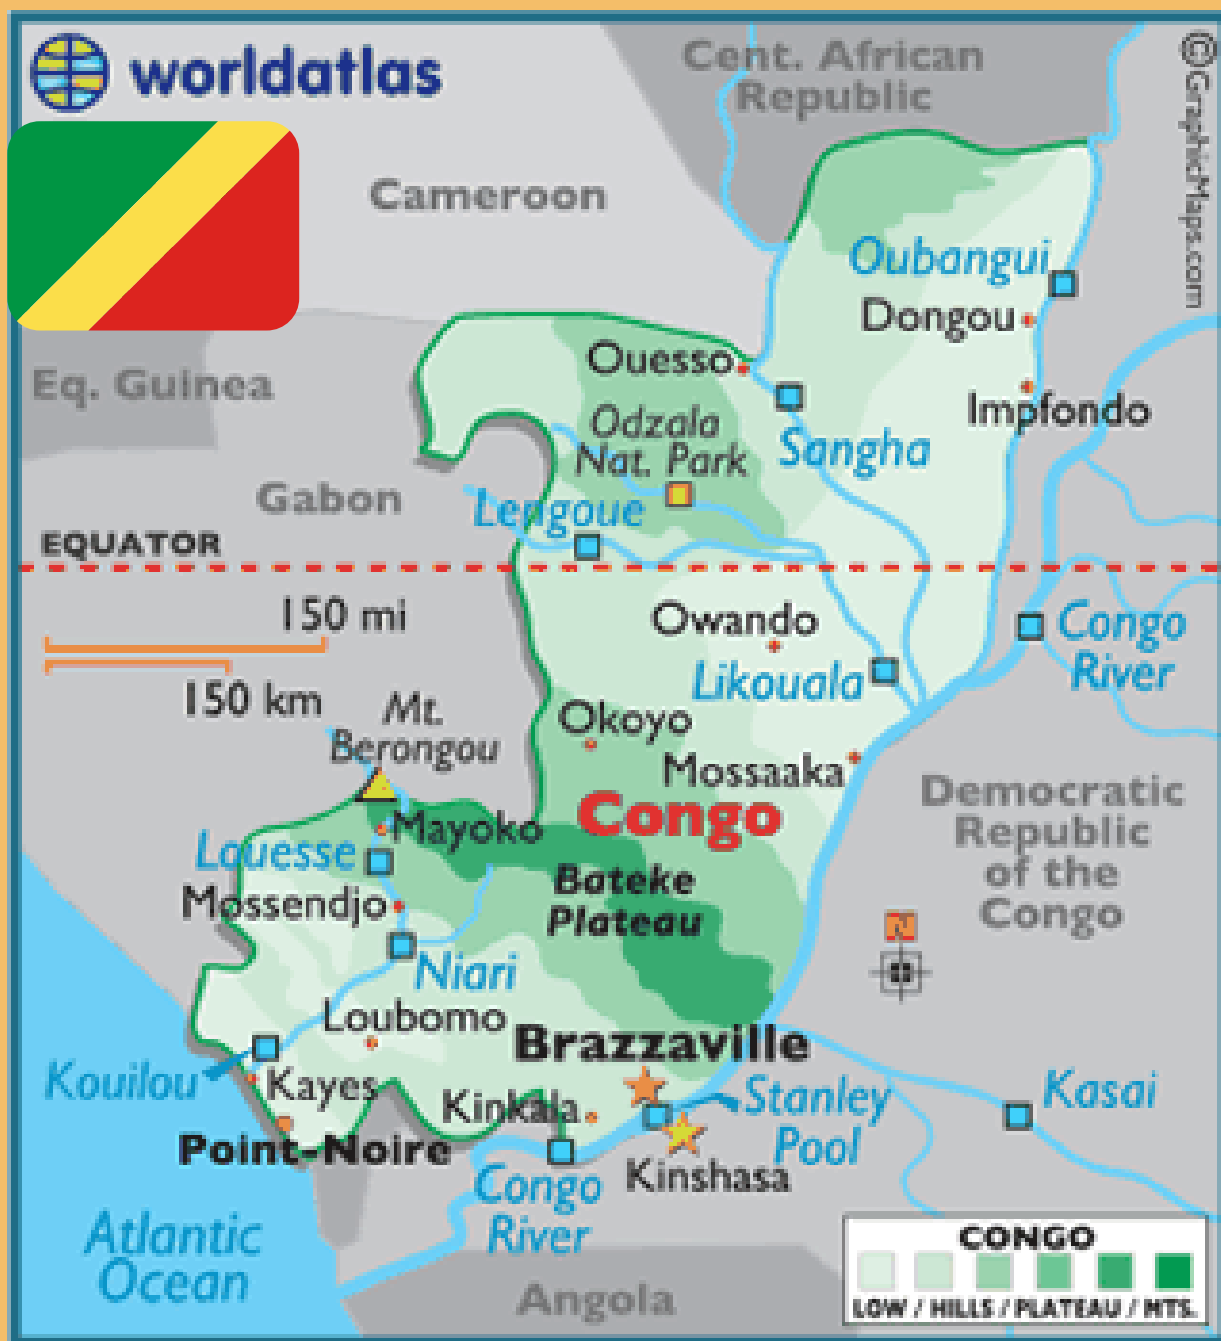 worldatlas
©GraphicMaps.com
Cent. African
Republic
Cameroon
Oubangui
Dongou
Ouesso
Eq. Guinea
Impfondo
Odzala
Nat. Park
Sangha
Gabon
Lengoue
EQUATOR
150 mi
Owando
Congo
River
Likouala
150 km
Mt.
Berongou
Okoyo
Mossaaka
Congo
Democratic
Republic
of the
Congo
Mayoko
Louesse
Bateke
Plateau
Mossendjo
N
Niari
Loubomo
Brazzaville
Kouilou
Kayes
Kinkala
Stanley
Pool
Kasai
Point-Noire
Kinshasa
Congo
River
Atlantic
Ocean
Angola
CONGO
LOW / HILLS / PLATEAU / MTS.